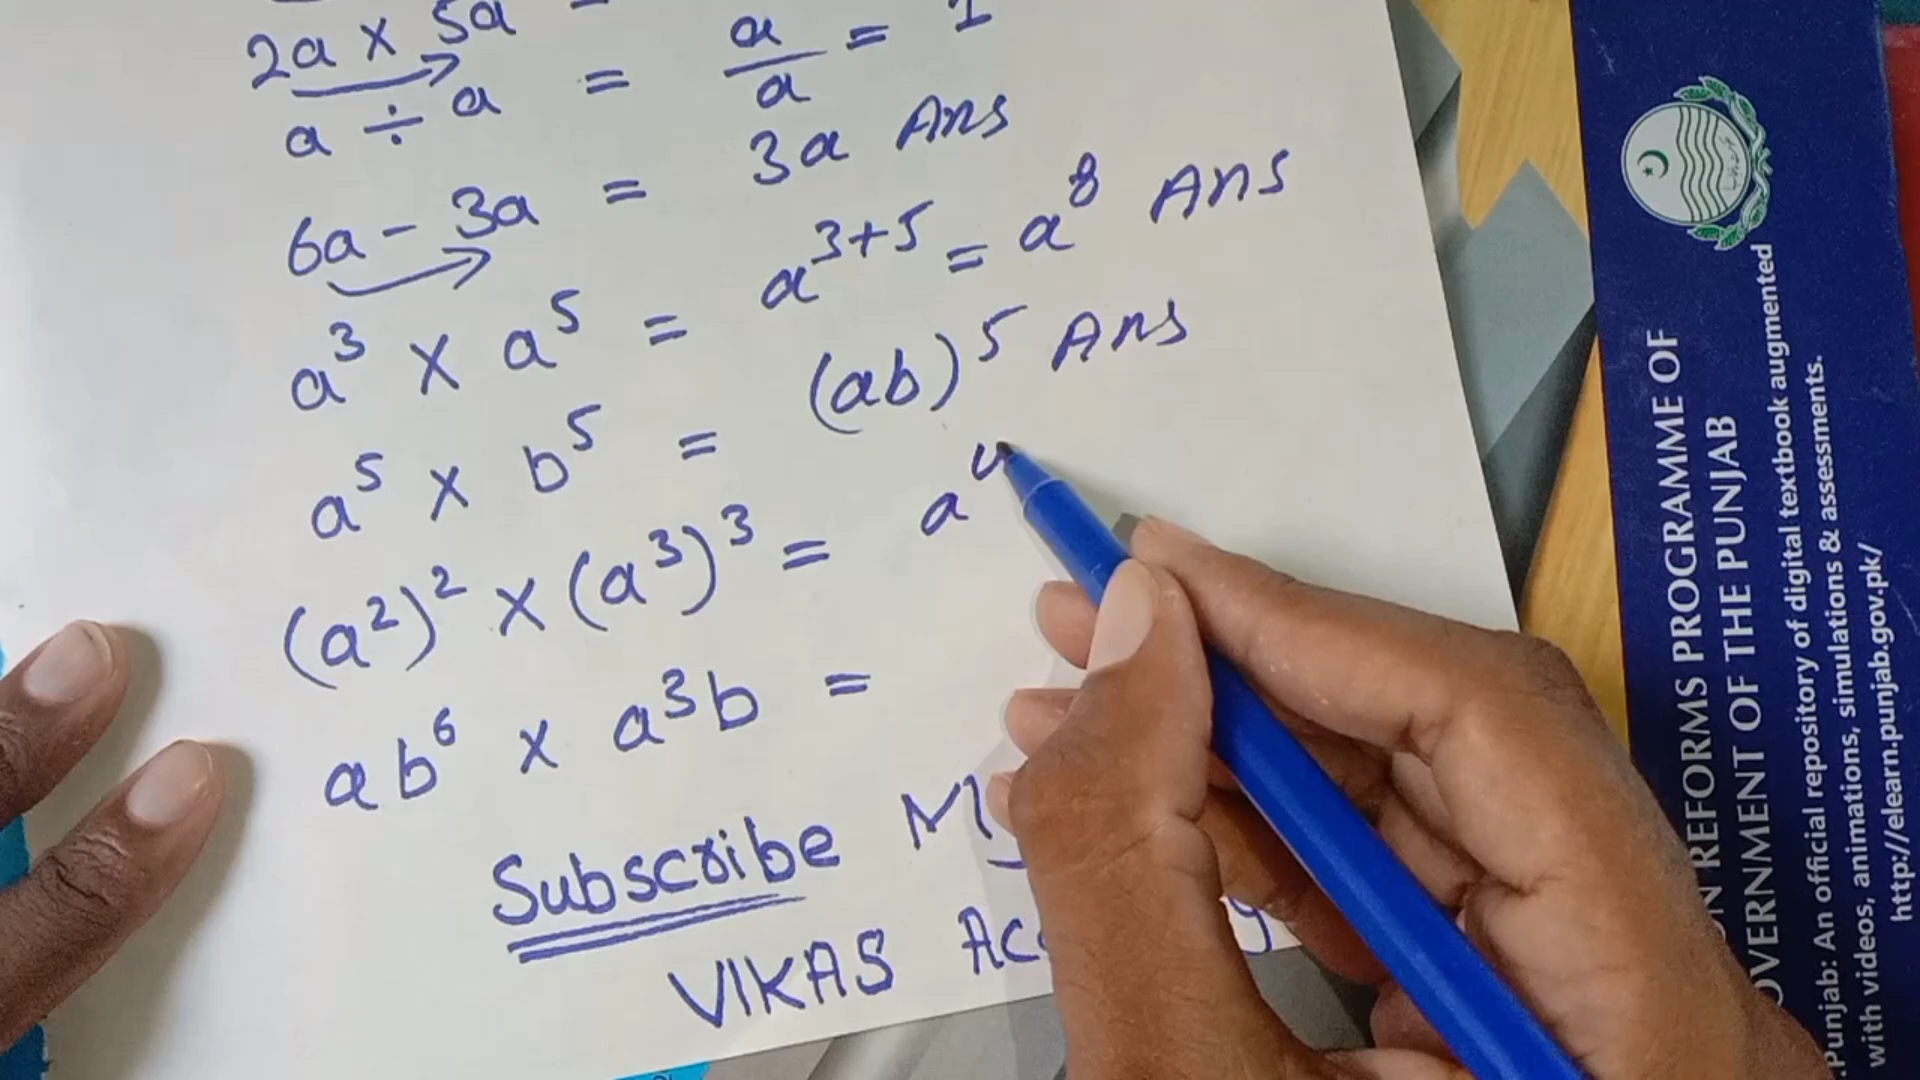 2a × 5a =
a ÷ a = a/a = 1
6a - 3a = 3a Ans
a³ × a⁵ = a³⁺⁵ = a⁸ Ans
a⁵ × b⁵ = (ab)⁵ Ans
(a²)² × (a³)³ = a⁴
ab⁶ × a³b =
Subscribe
VIKAS
REFORMS PROGRAMME OF
GOVERNMENT OF THE PUNJAB
Punjab: An official repository of digital textbook augmented
with videos, animations, simulations & assessments.
http://elearn.punjab.gov.pk/